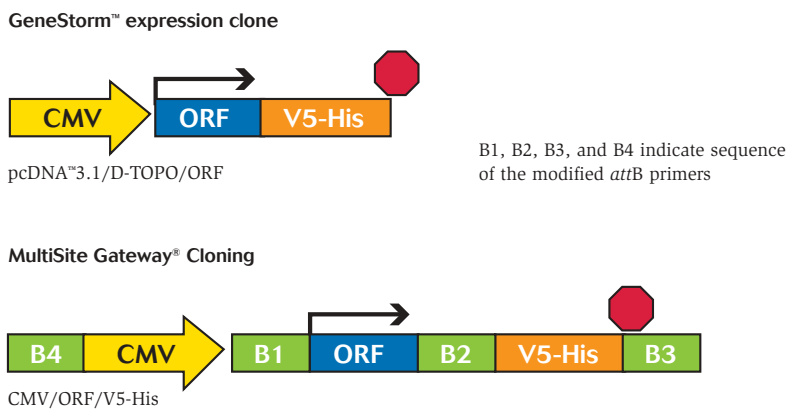 GeneStorm™ expression clone
CMV ORF V5-His
pcDNA™3.1/D-TOPO/ORF
B1, B2, B3, and B4 indicate sequence
of the modified attB primers
MultiSite Gateway® Cloning
B4 CMV B1 ORF B2 V5-His B3
CMV/ORF/V5-His